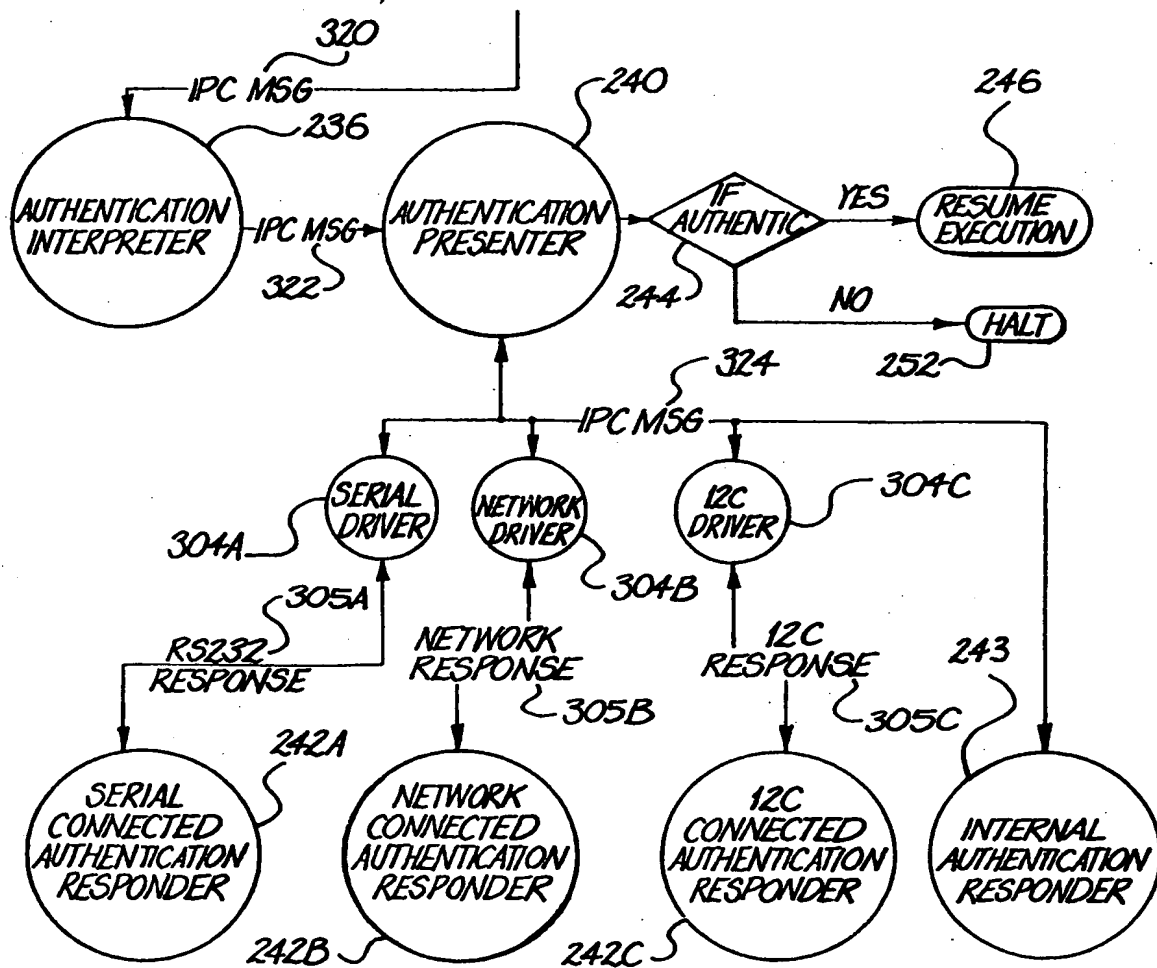 320
IPC MSG
236
240
246
AUTHENTICATION
INTERPRETER
IPC MSG
322
AUTHENTICATION
PRESENTER
IF
AUTHENTIC
244
YES
RESUME
EXECUTION
NO
HALT
252
324
IPC MSG
SERIAL
DRIVER
304A
NETWORK
DRIVER
304B
12C
DRIVER
304C
305A
RS232
RESPONSE
NETWORK
RESPONSE
305B
12C
RESPONSE
305C
243
242A
SERIAL
CONNECTED
AUTHENTICATION
RESPONDER
NETWORK
CONNECTED
AUTHENTICATION
RESPONDER
242B
12C
CONNECTED
AUTHENTICATION
RESPONDER
242C
INTERNAL
AUTHENTICATION
RESPONDER